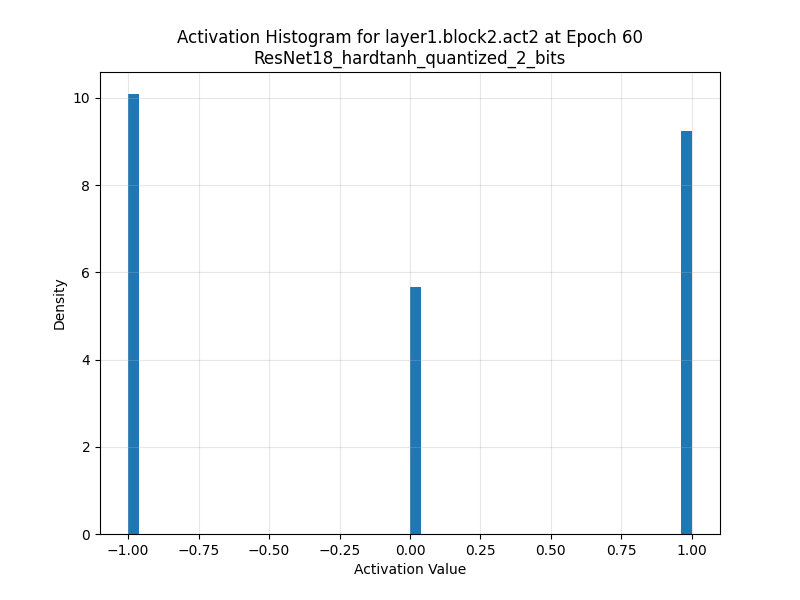 Activation Histogram for layer1.block2.act2 at Epoch 60
ResNet18_hardtanh_quantized_2_bits
10
8
6
4
2
0
Density
−1.00 −0.75 −0.50 −0.25 0.00 0.25 0.50 0.75 1.00
Activation Value